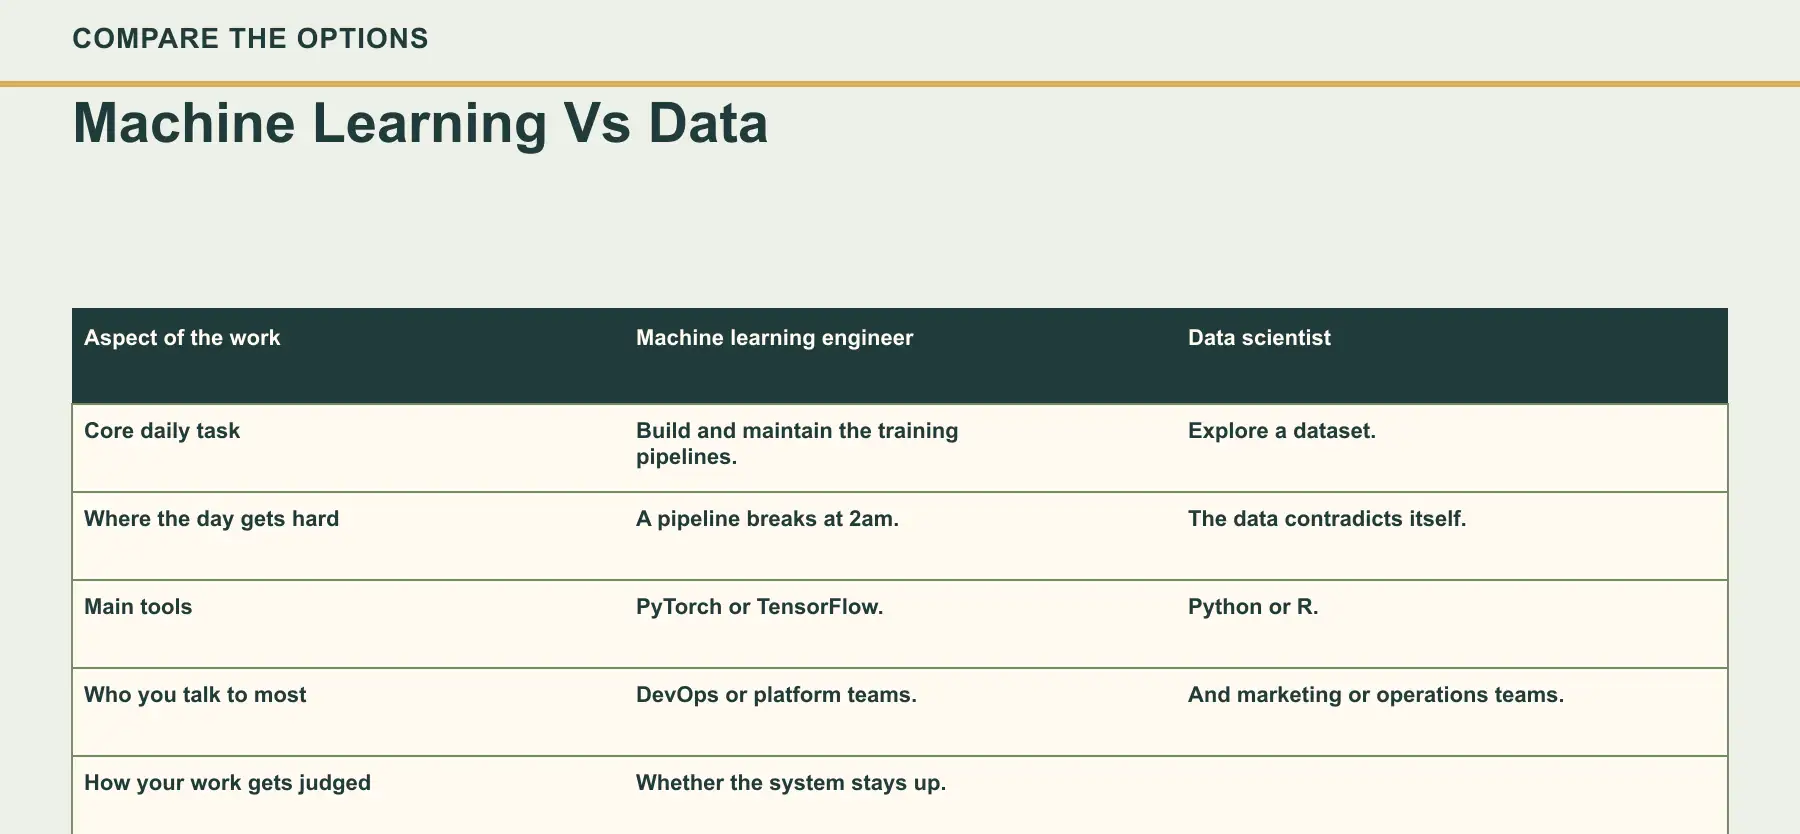 COMPARE THE OPTIONS
Machine Learning Vs Data
Aspect of the work
Machine learning engineer
Data scientist
Core daily task
Build and maintain the training
pipelines.
Explore a dataset.
Where the day gets hard
A pipeline breaks at 2am.
The data contradicts itself.
Main tools
PyTorch or TensorFlow.
Python or R.
Who you talk to most
DevOps or platform teams.
And marketing or operations teams.
How your work gets judged
Whether the system stays up.